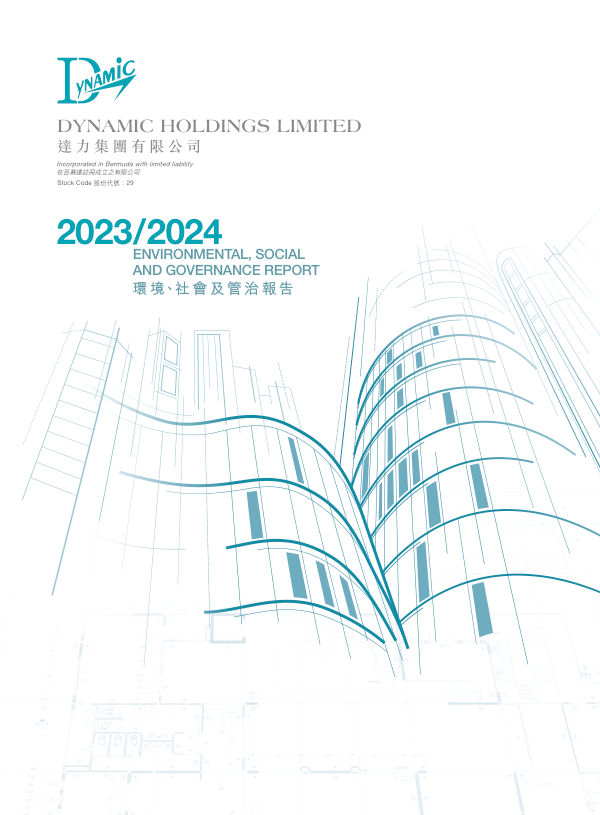 DYNAMIC
DYNAMIC HOLDINGS LIMITED
達力集團有限公司
Incorporated in Bermuda with limited liability
在百慕達註冊成立之有限公司
Stock Code 股份代號：29
2023/2024
ENVIRONMENTAL, SOCIAL
AND GOVERNANCE REPORT
環境、社會及管治報告